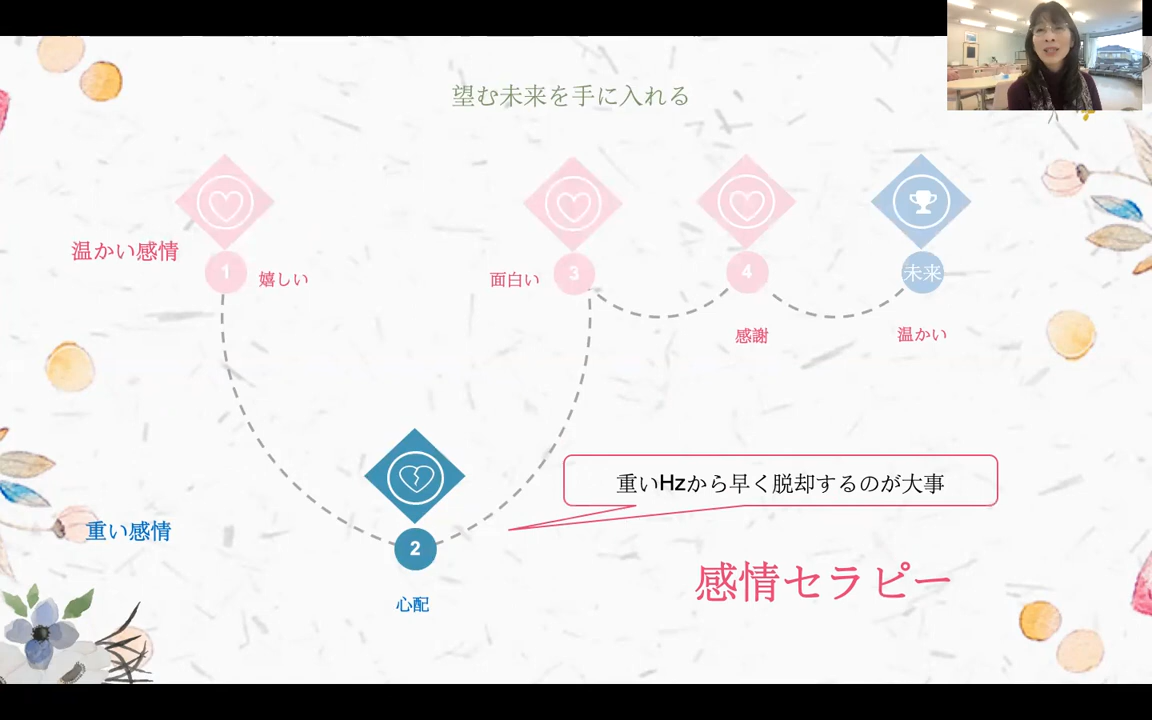 望む未来を手に入れる
温かい感情
1
嬉しい
面白い
3
4
感謝
未来
温かい
重いHzから早く脱却するのが大事
重い感情
2
心配
感情セラピー